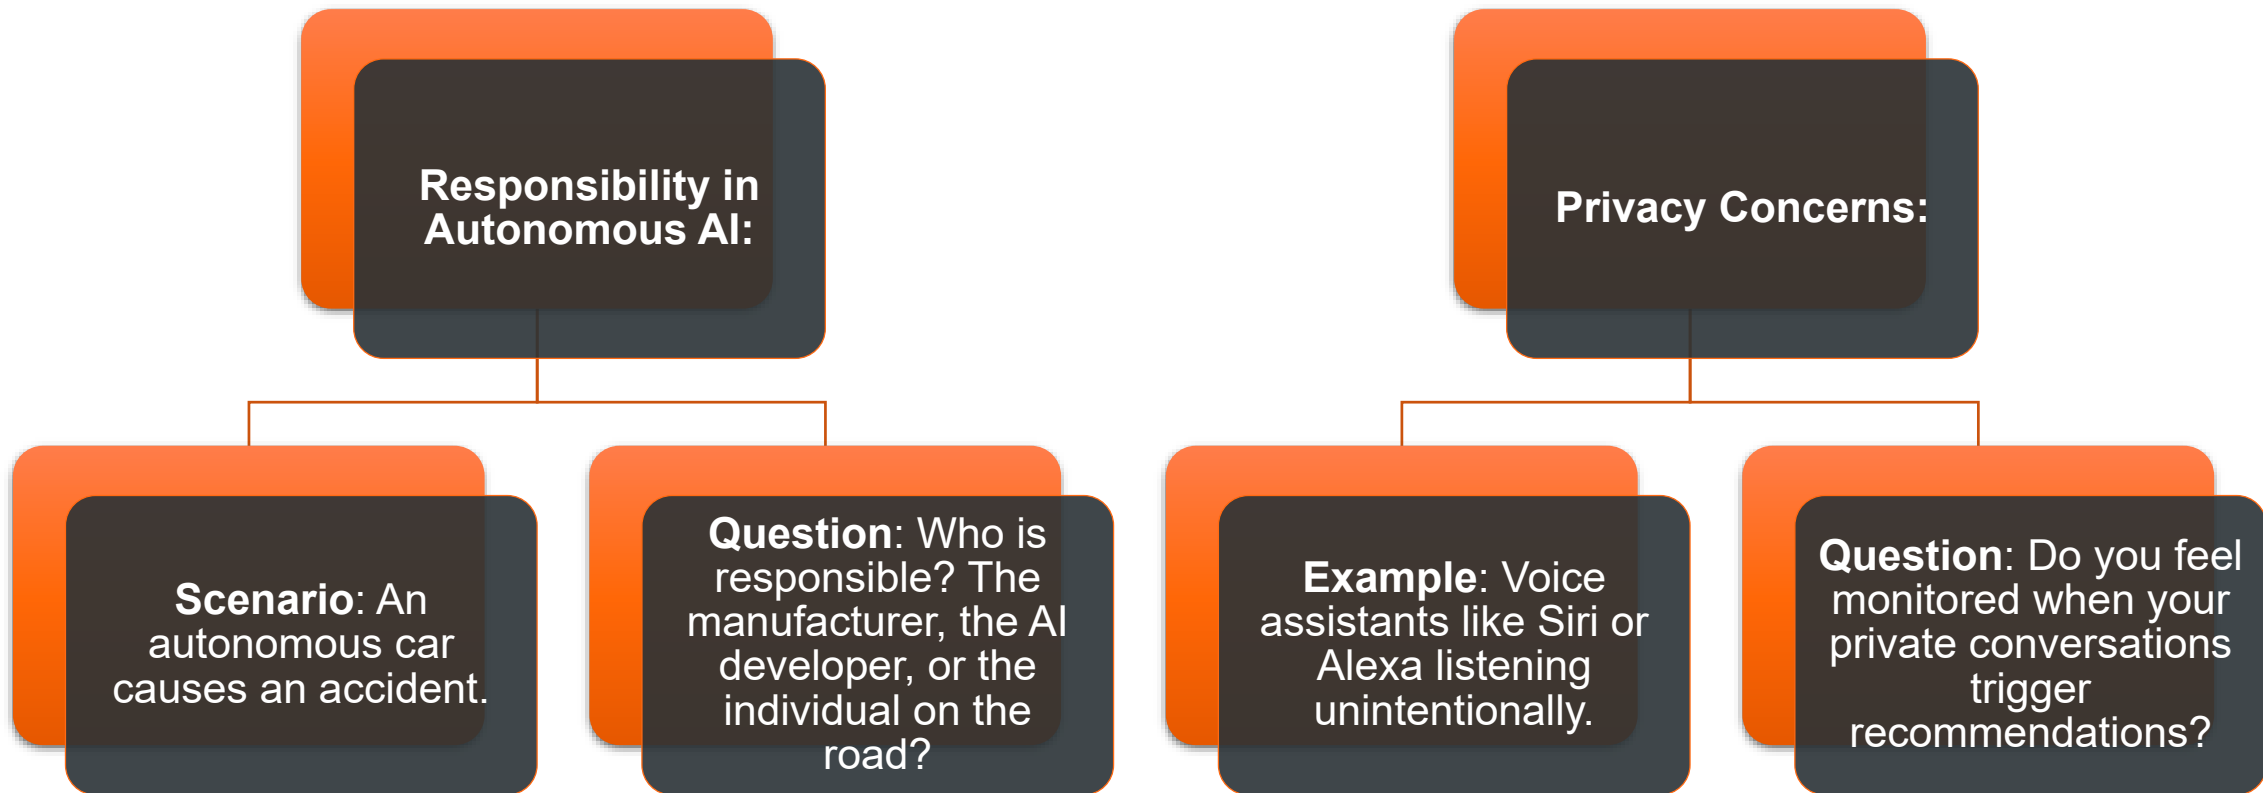 Responsibility in
Autonomous AI:
Privacy Concerns:
Scenario: An
autonomous car
causes an accident.
Question: Who is
responsible? The
manufacturer, the AI
developer, or the
individual on the
road?
Example: Voice
assistants like Siri or
Alexa listening
unintentionally.
Question: Do you feel
monitored when your
private conversations
trigger
recommendations?